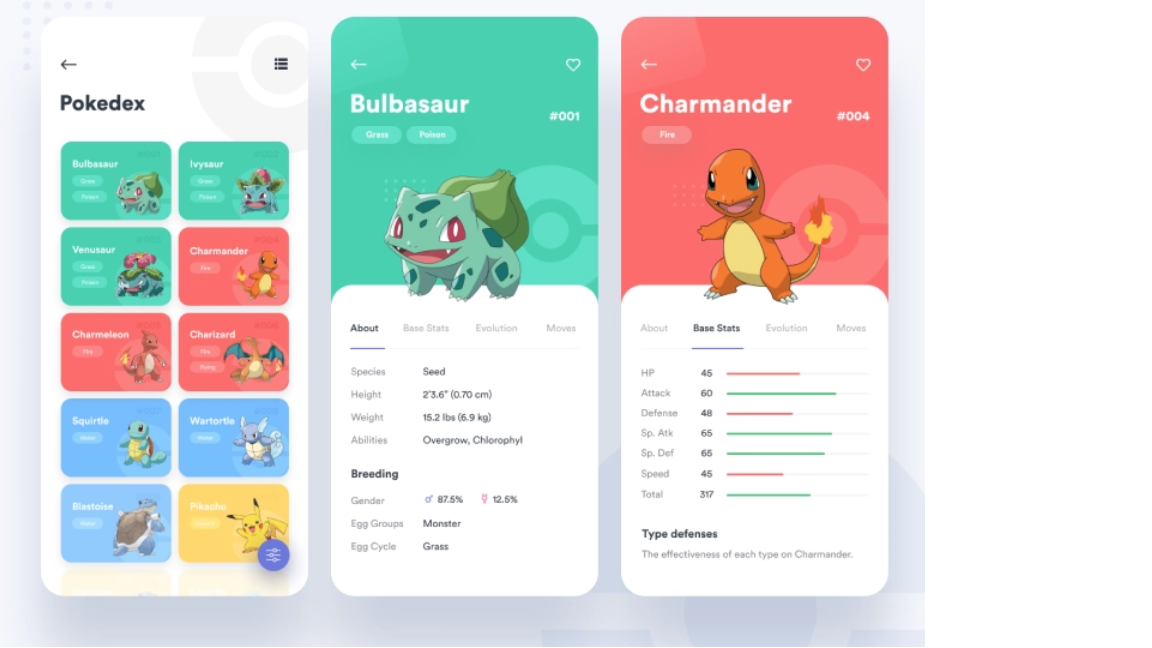 Pokedex
Bulbasaur
Grass
Poison
Ivysaur
Grass
Poison
Venusaur
Grass
Poison
Charmander
Fire
Charmeleon
Fire
Charizard
Fire
Flying
Squirtle
Water
Wartortle
Water
Blastoise
Water
Pikachu
Bulbasaur
#001
Grass Poison
About Base Stats Evolution Moves
Species Seed
Height 2'3.6" (0.70 cm)
Weight 15.2 lbs (6.9 kg)
Abilities Overgrow, Chlorophyl
Breeding
Gender ♂ 87.5% ♀ 12.5%
Egg Groups Monster
Egg Cycle Grass
Charmander
#004
Fire
About Base Stats Evolution Moves
HP 45
Attack 60
Defense 48
Sp. Atk 65
Sp. Def 65
Speed 45
Total 317
Type defenses
The effectiveness of each type on Charmander.